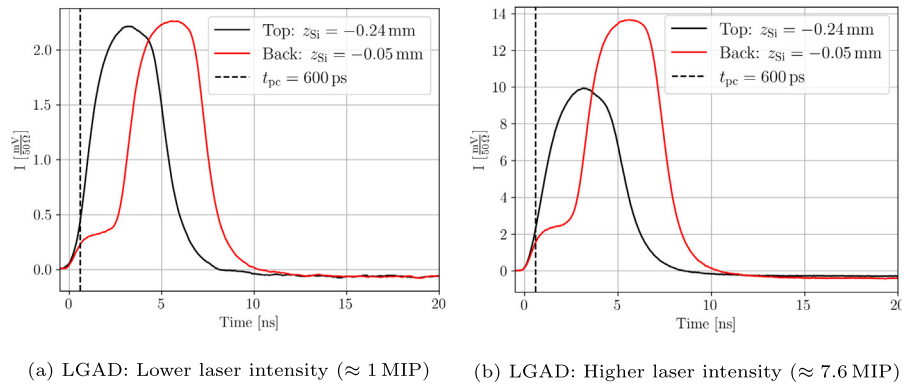 2.0
1.5
1.0
0.5
0.0
I [mV/50 Ω]
0 5 10 15 20
Time [ns]
Top: z_Si = −0.24 mm
Back: z_Si = −0.05 mm
t_pc = 600 ps
(a) LGAD: Lower laser intensity (≈ 1 MIP)
14
12
10
8
6
4
2
0
I [mV/50 Ω]
0 5 10 15 20
Time [ns]
Top: z_Si = −0.24 mm
Back: z_Si = −0.05 mm
t_pc = 600 ps
(b) LGAD: Higher laser intensity (≈ 7.6 MIP)